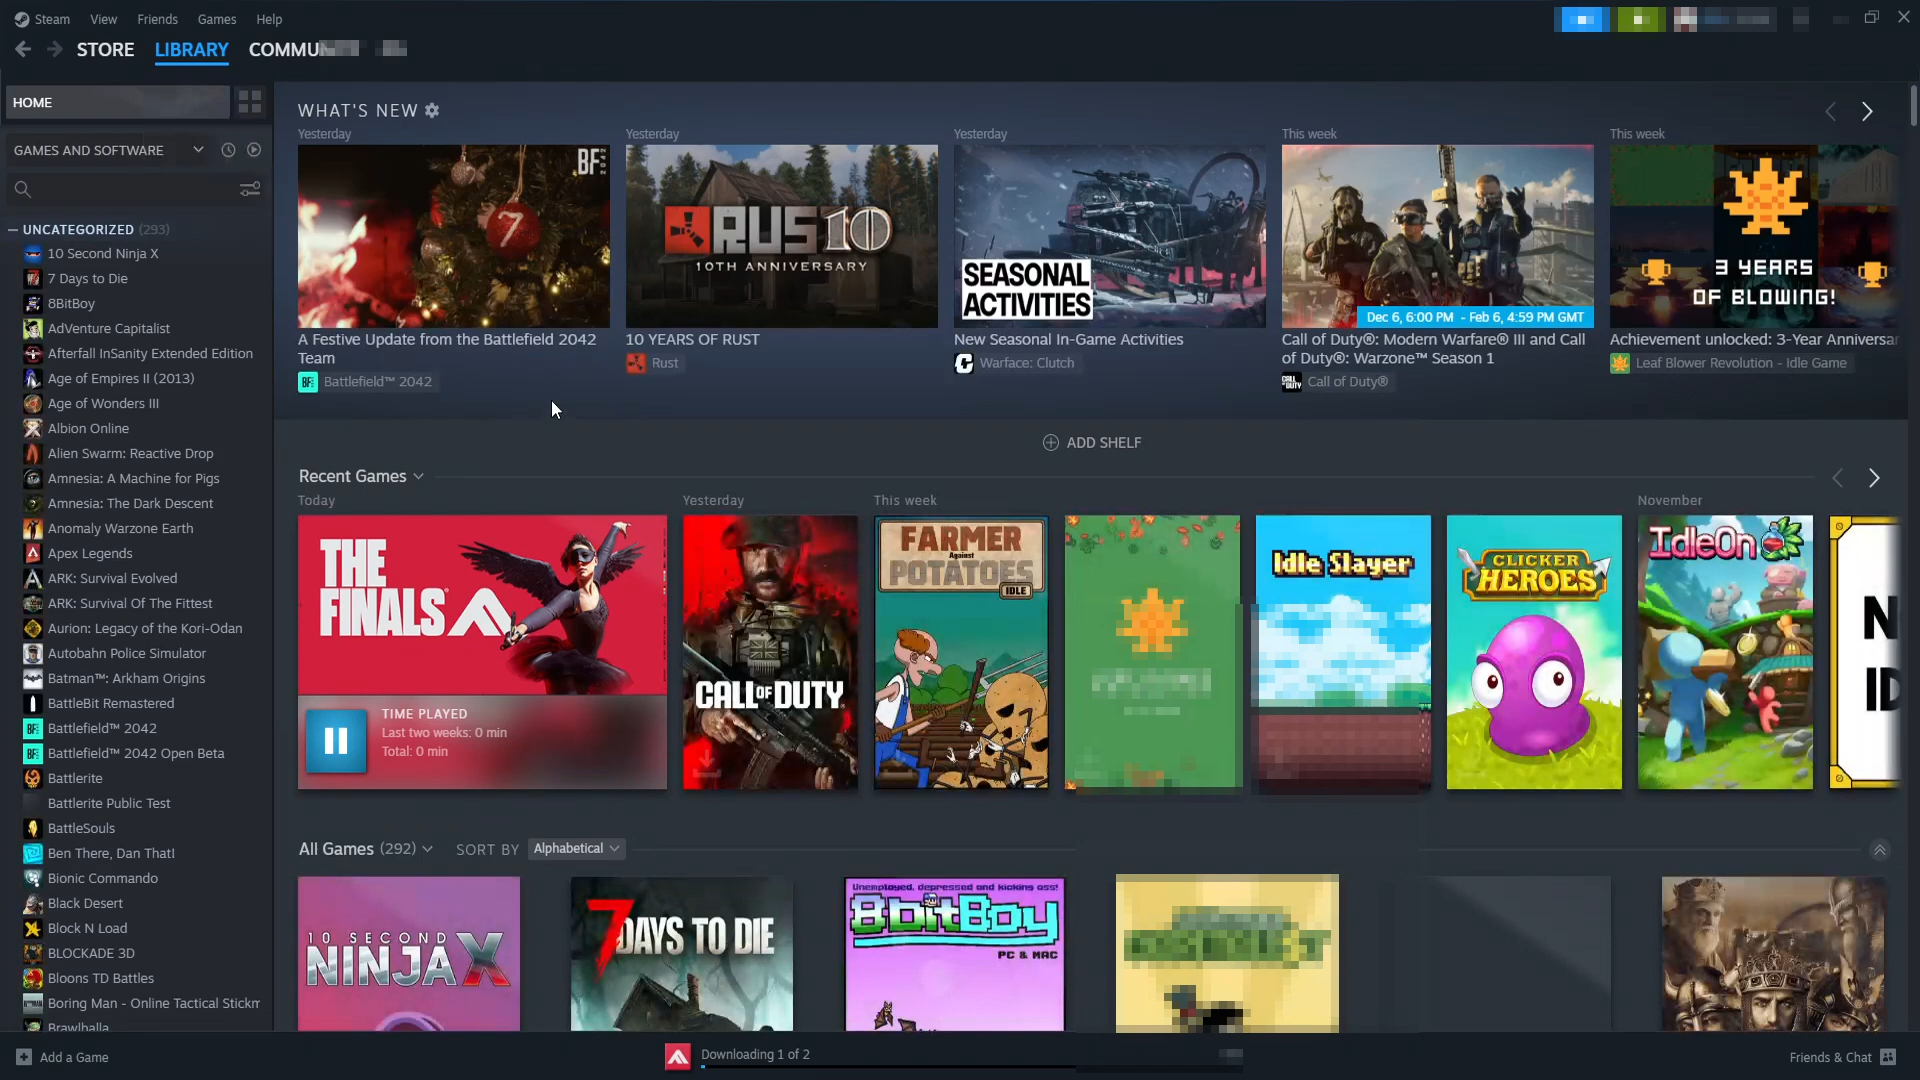 Steam View Friends Games Help
STORE LIBRARY COMMU
HOME
WHAT'S NEW
GAMES AND SOFTWARE
UNCATEGORIZED (293)
10 Second Ninja X
7 Days to Die
8BitBoy
AdVenture Capitalist
Afterfall InSanity Extended Edition
Age of Empires II (2013)
Age of Wonders III
Albion Online
Alien Swarm: Reactive Drop
Amnesia: A Machine for Pigs
Amnesia: The Dark Descent
Anomaly Warzone Earth
Apex Legends
ARK: Survival Evolved
ARK: Survival Of The Fittest
Aurion: Legacy of the Kori-Odan
Autobahn Police Simulator
Batman™: Arkham Origins
BattleBit Remastered
Battlefield™ 2042
Battlefield™ 2042 Open Beta
Battlerite
Battlerite Public Test
BattleSouls
Ben There, Dan That!
Bionic Commando
Black Desert
Block N Load
BLOCKADE 3D
Bloons TD Battles
Boring Man - Online Tactical Stickm
Brawlhalla
Yesterday
BF 2042
7
A Festive Update from the Battlefield 2042
Team
BF Battlefield™ 2042
Yesterday
RUS 10
10TH ANNIVERSARY
10 YEARS OF RUST
Rust
Yesterday
SEASONAL
ACTIVITIES
New Seasonal In-Game Activities
Warface: Clutch
This week
Dec 6, 6:00 PM - Feb 6, 4:59 PM GMT
Call of Duty®: Modern Warfare® III and Call
of Duty®: Warzone™ Season 1
CALL OF DUTY Call of Duty®
This week
3 YEARS
OF BLOWING!
Achievement unlocked: 3-Year Anniversar
Leaf Blower Revolution - Idle Game
ADD SHELF
Recent Games
Today
THE
FINALS
TIME PLAYED
Last two weeks: 0 min
Total: 0 min
Yesterday
CALL OF DUTY
This week
FARMER
Against
POTATOES
IDLE
Idle Slayer
CLICKER
HEROES
November
IdleOn
N
ID
All Games (292) SORT BY Alphabetical
10 SECOND
NINJA X
7 DAYS TO DIE
Unemployed, depressed and kicking ass!
8BitBoy
PC & MAC
Add a Game
Downloading 1 of 2
Friends & Chat